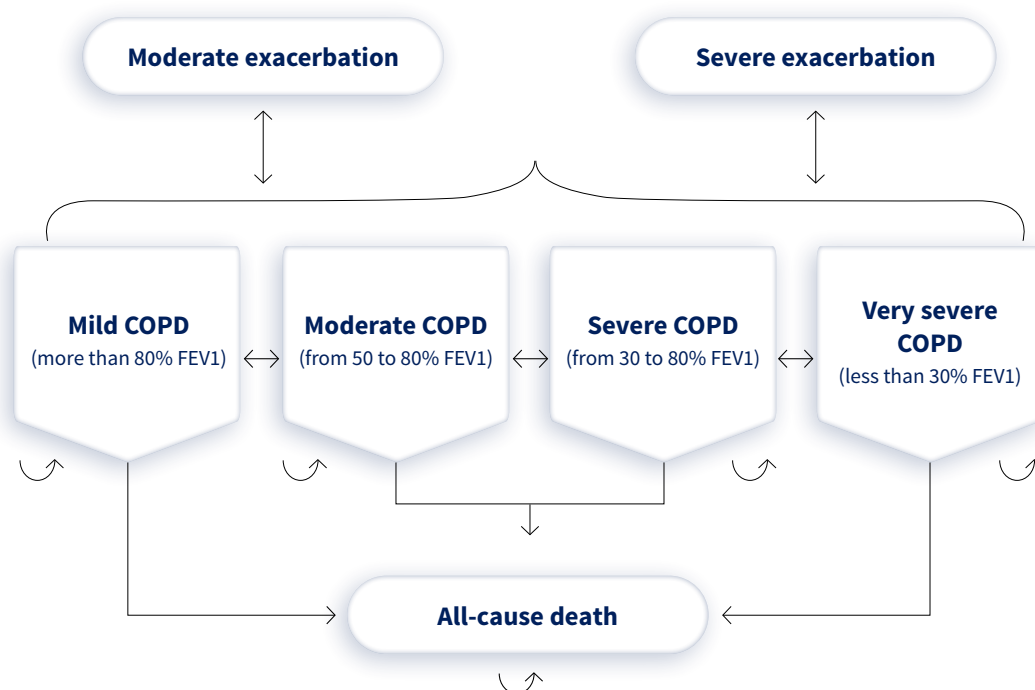 Moderate exacerbation
Severe exacerbation
Mild COPD
(more than 80% FEV1)
Moderate COPD
(from 50 to 80% FEV1)
Severe COPD
(from 30 to 80% FEV1)
Very severe
COPD
(less than 30% FEV1)
All-cause death